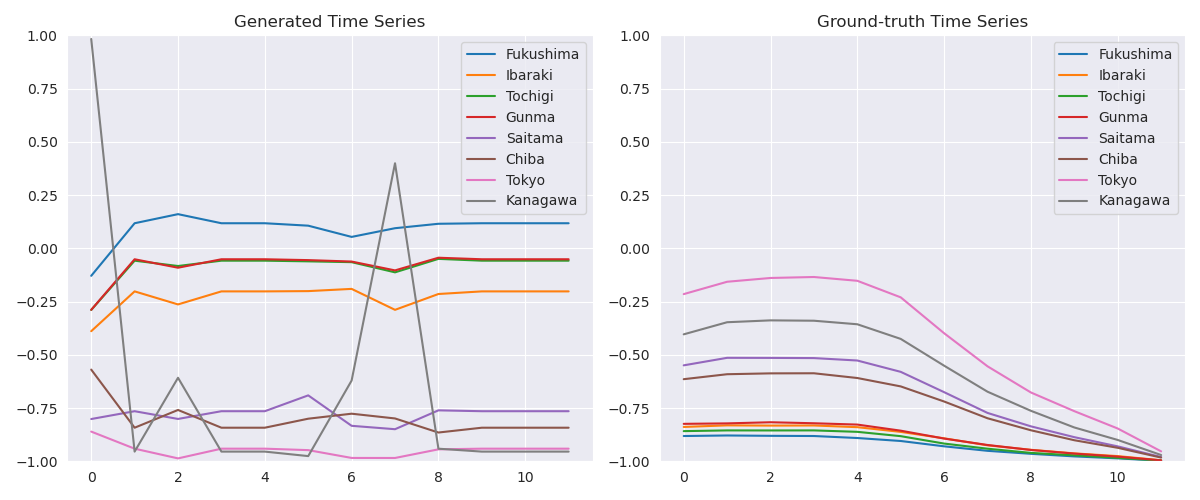 Generated Time Series
1.00
0.75
0.50
0.25
0.00
−0.25
−0.50
−0.75
−1.00
0 2 4 6 8 10
Fukushima
Ibaraki
Tochigi
Gunma
Saitama
Chiba
Tokyo
Kanagawa
Ground-truth Time Series
1.00
0.75
0.50
0.25
0.00
−0.25
−0.50
−0.75
−1.00
0 2 4 6 8 10
Fukushima
Ibaraki
Tochigi
Gunma
Saitama
Chiba
Tokyo
Kanagawa